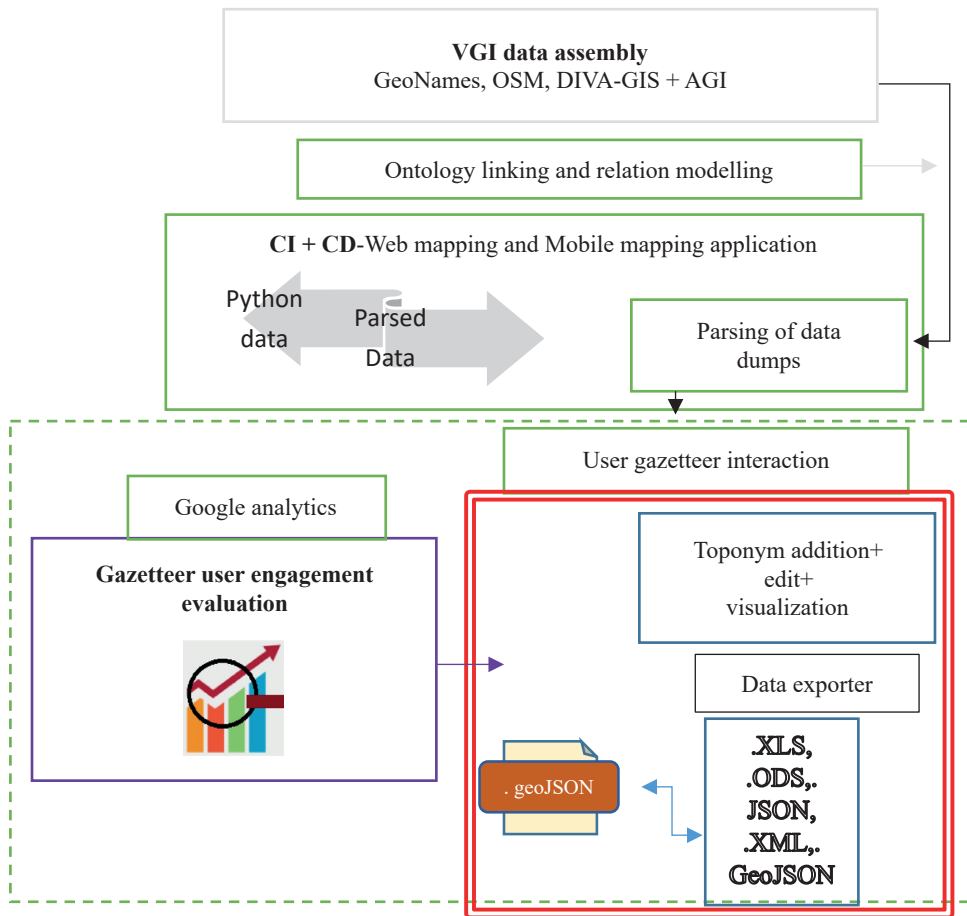 VGI data assembly
GeoNames, OSM, DIVA-GIS + AGI
Ontology linking and relation modelling
CI + CD-Web mapping and Mobile mapping application
Python
data
Parsed
Data
Parsing of data
dumps
User gazetteer interaction
Google analytics
Gazetteer user engagement
evaluation
Toponym addition+
edit+
visualization
Data exporter
. geoJSON
.XLS,
.ODS,.
JSON,
.XML,.
GeoJSON